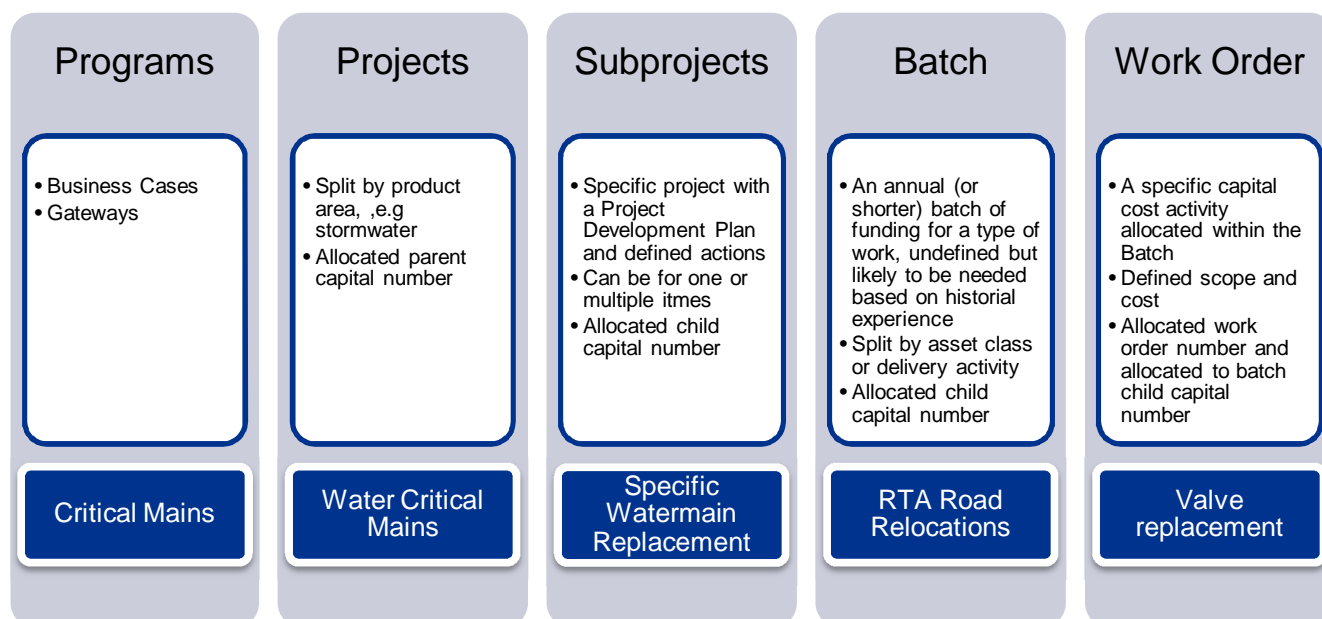 Programs
• Business Cases
• Gateways
Critical Mains
Projects
• Split by product
area, ,e.g
stormwater
• Allocated parent
capital number
Water Critical
Mains
Subprojects
• Specific project with
a Project
Development Plan
and defined actions
• Can be for one or
multiple itmes
• Allocated child
capital number
Specific
Watermain
Replacement
Batch
• An annual (or
shorter) batch of
funding for a type of
work, undefined but
likely to be needed
based on historial
experience
• Split by asset class
or delivery activity
• Allocated child
capital number
RTA Road
Relocations
Work Order
• A specific capital
cost activity
allocated within the
Batch
• Defined scope and
cost
• Allocated work
order number and
allocated to batch
child capital
number
Valve
replacement